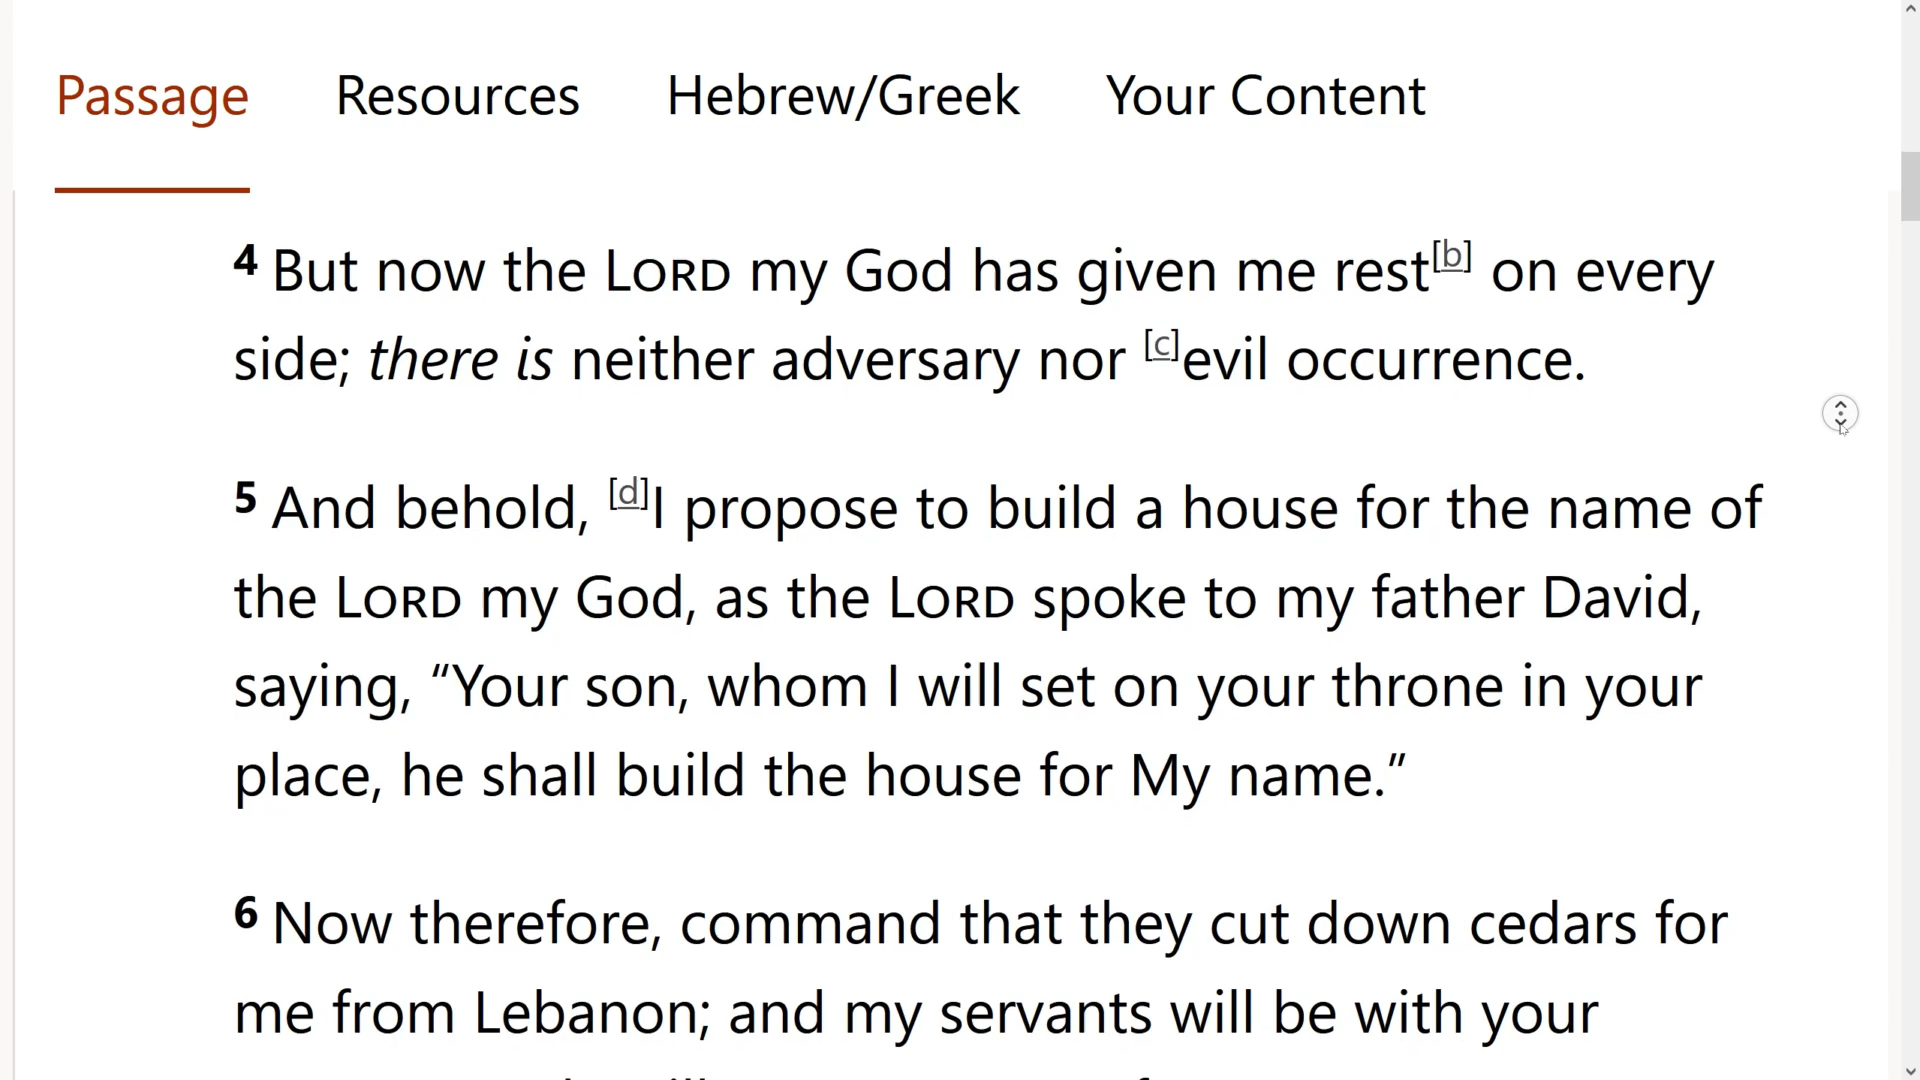 Passage Resources Hebrew/Greek Your Content
4 But now the LORD my God has given me rest[b] on every
side; there is neither adversary nor [c]evil occurrence.
5 And behold, [d]I propose to build a house for the name of
the LORD my God, as the LORD spoke to my father David,
saying, “Your son, whom I will set on your throne in your
place, he shall build the house for My name.”
6 Now therefore, command that they cut down cedars for
me from Lebanon; and my servants will be with your